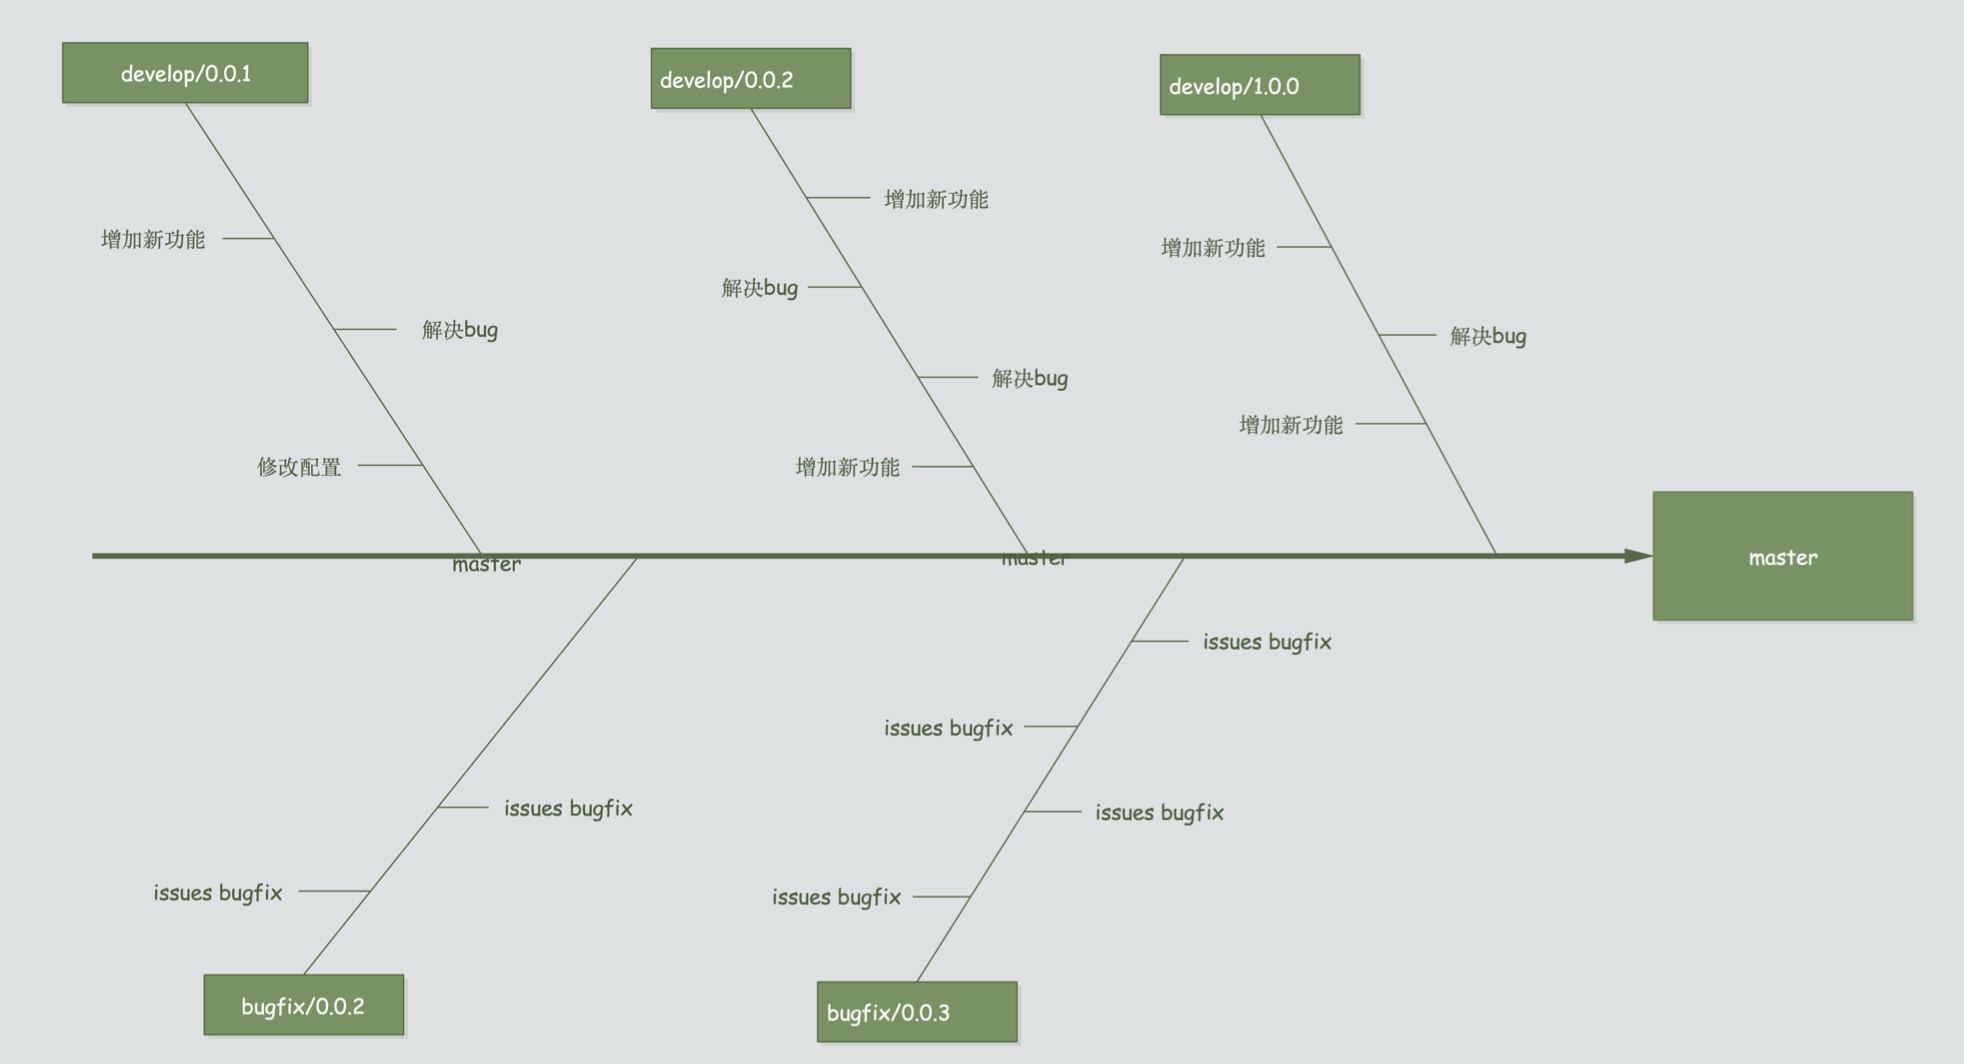 develop/0.0.1
develop/0.0.2
develop/1.0.0
增加新功能
增加新功能
增加新功能
解决bug
解决bug
解决bug
解决bug
增加新功能
修改配置
增加新功能
master
master
master
issues bugfix
issues bugfix
issues bugfix
issues bugfix
issues bugfix
issues bugfix
bugfix/0.0.2
bugfix/0.0.3